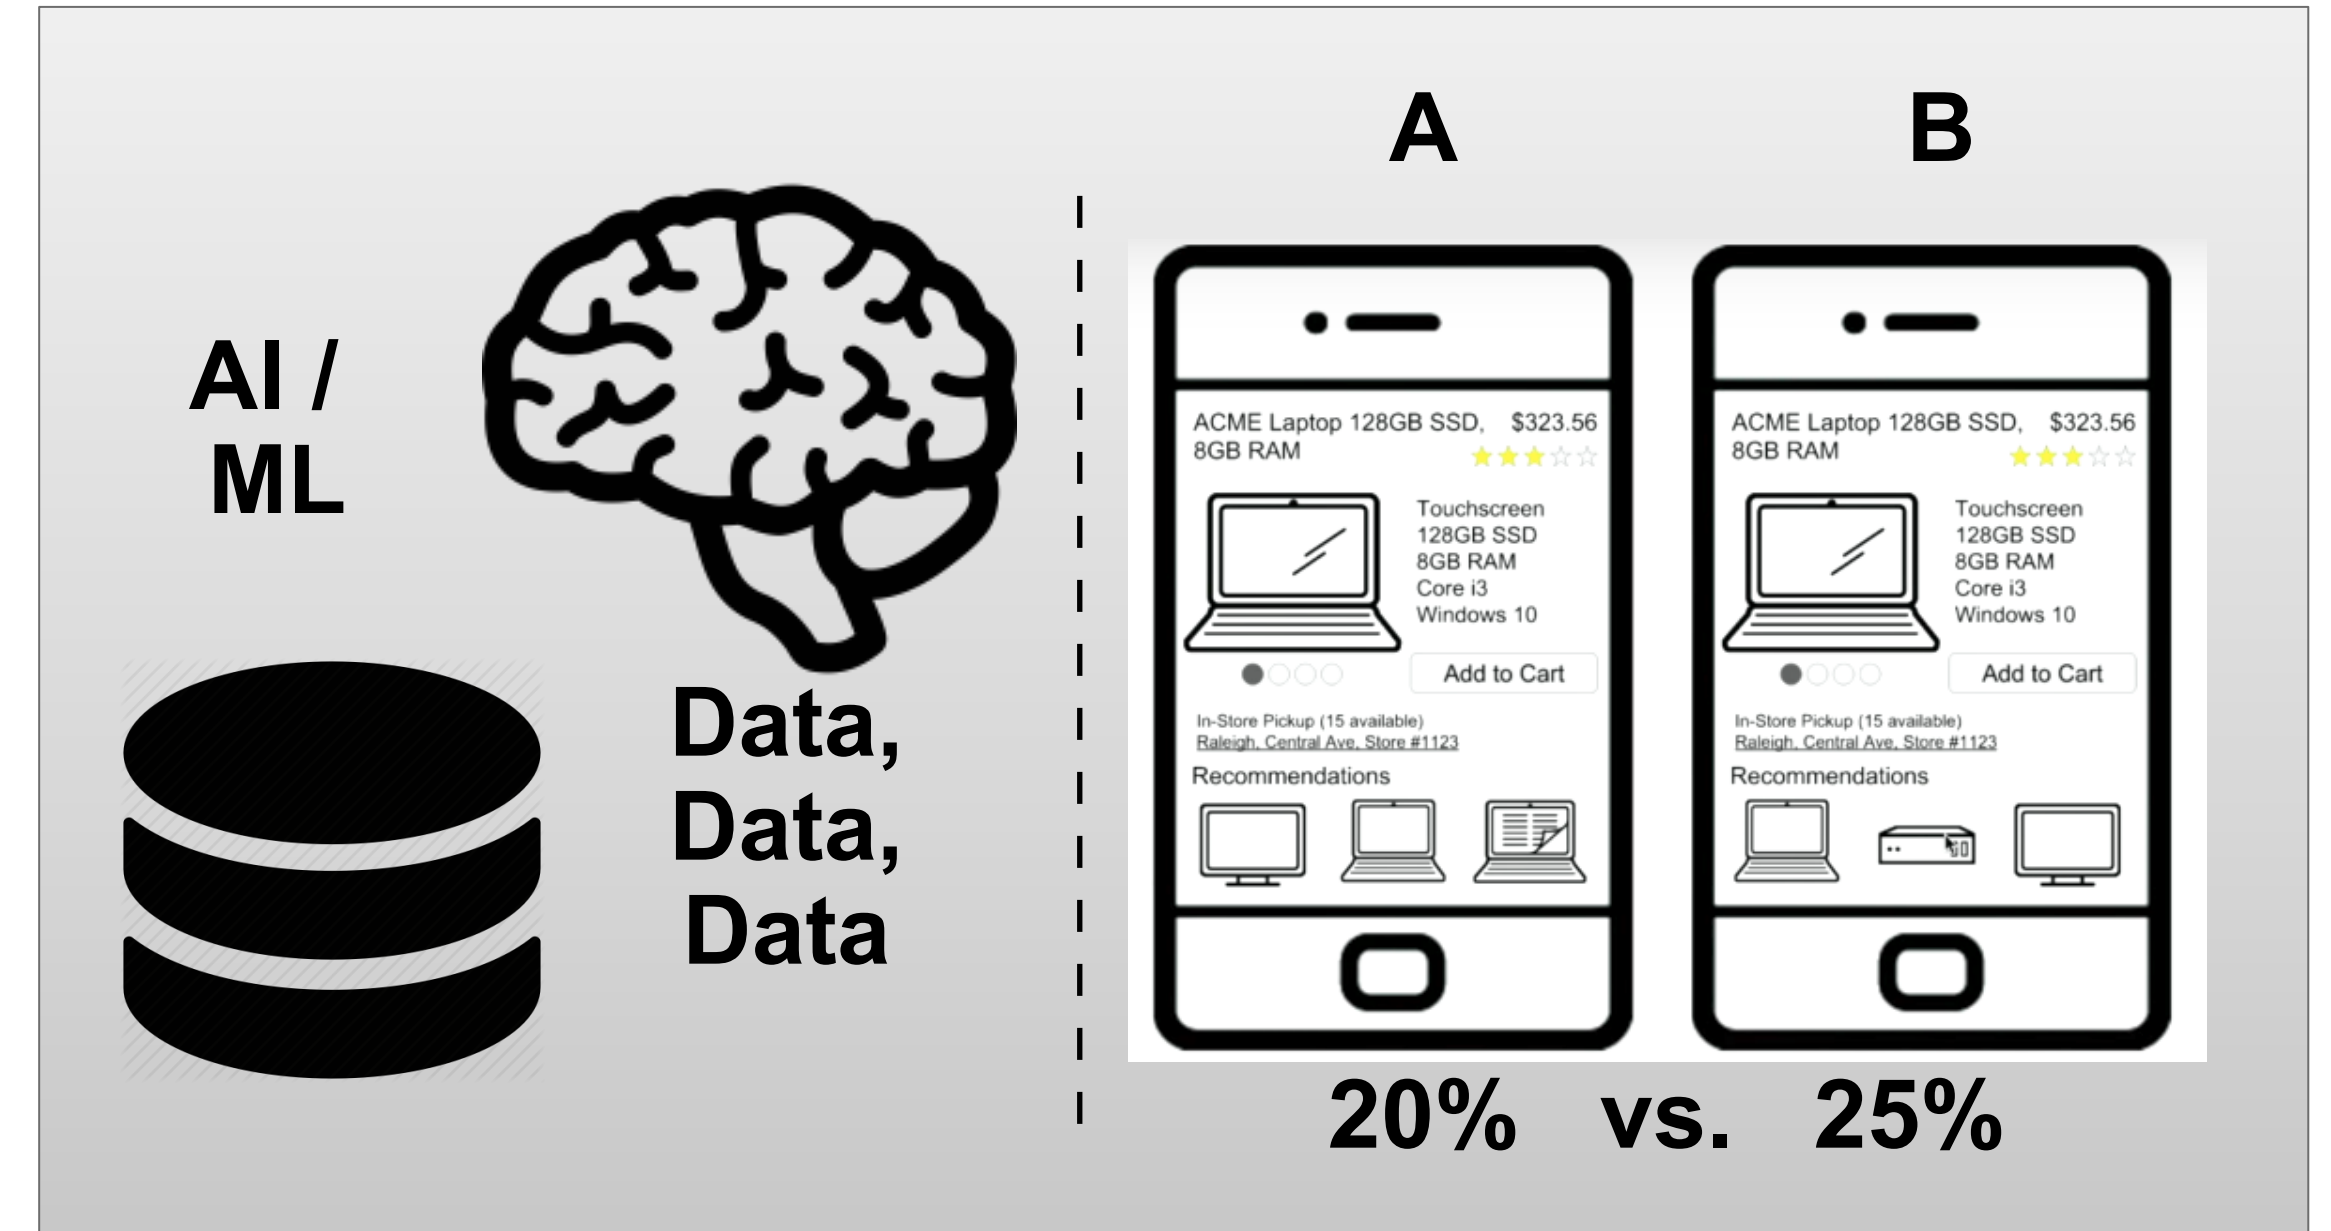 AI /
ML
Data,
Data,
Data
A
B
ACME Laptop 128GB SSD, $323.56
8GB RAM
Touchscreen
128GB SSD
8GB RAM
Core i3
Windows 10
Add to Cart
In-Store Pickup (15 available)
Raleigh, Central Ave, Store #1123
Recommendations
ACME Laptop 128GB SSD, $323.56
8GB RAM
Touchscreen
128GB SSD
8GB RAM
Core i3
Windows 10
Add to Cart
In-Store Pickup (15 available)
Raleigh, Central Ave, Store #1123
Recommendations
20% vs. 25%